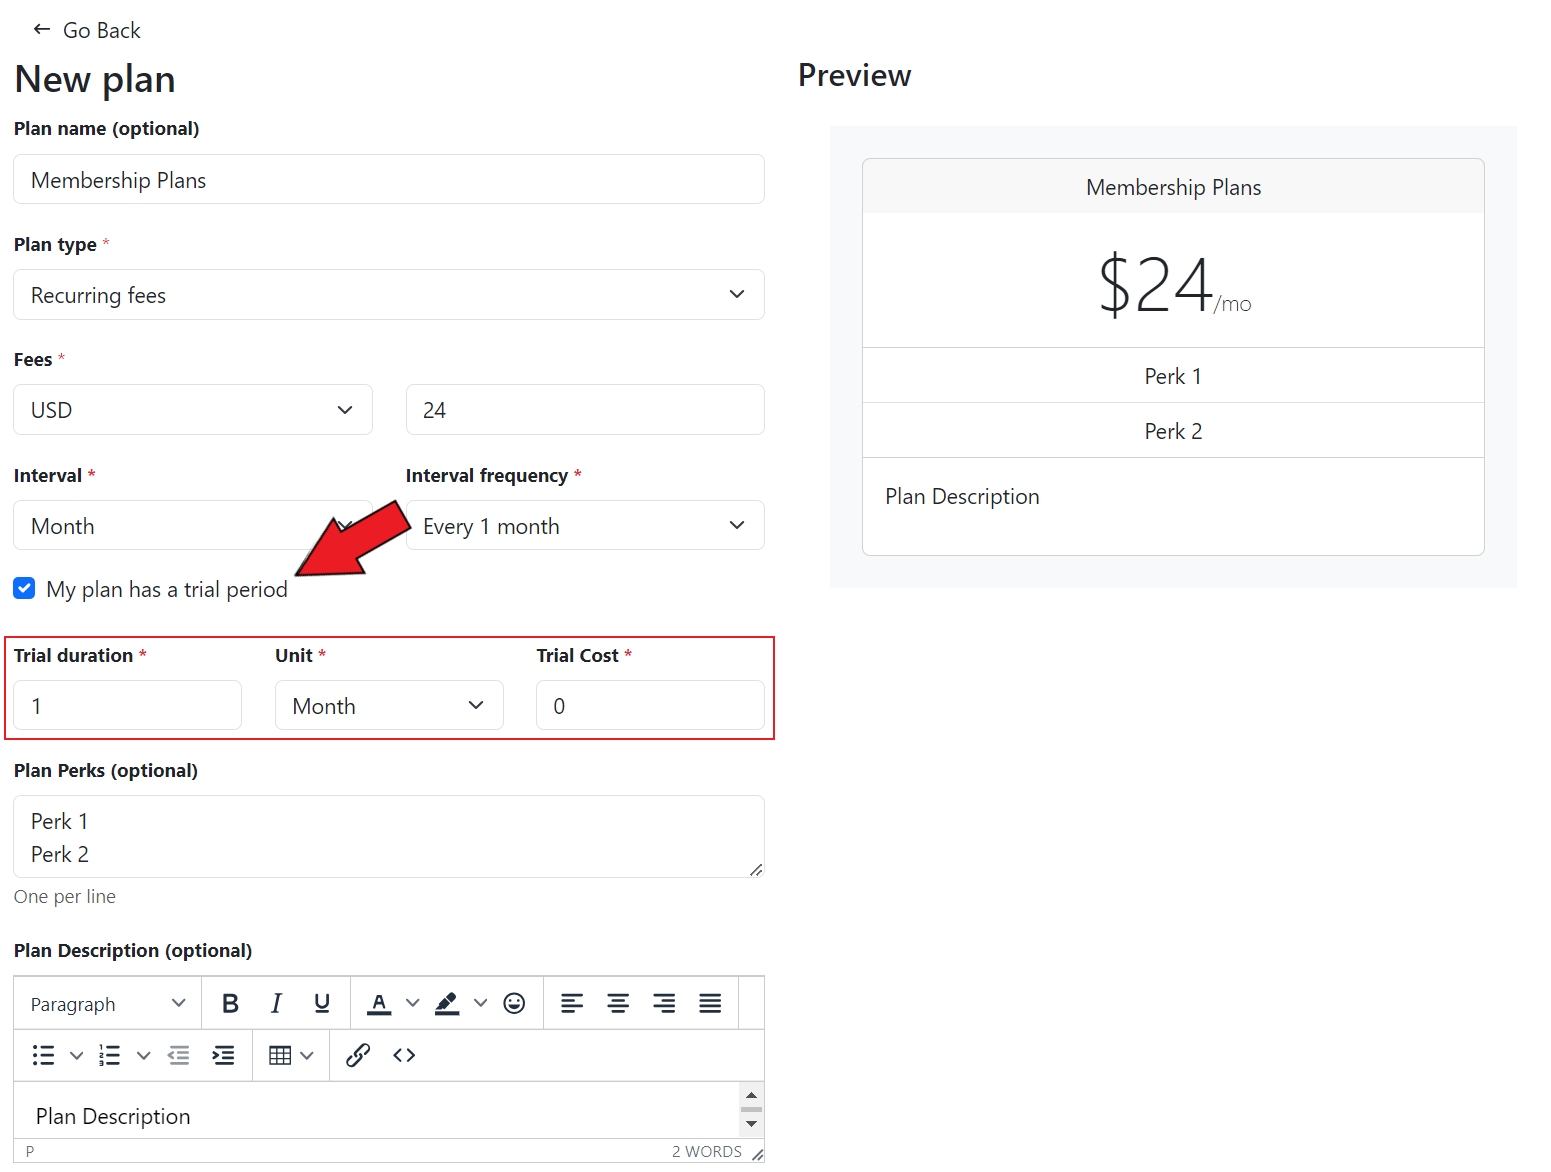 Go Back
New plan
Plan name (optional)
Membership Plans
Plan type *
Recurring fees
Fees *
USD
24
Interval *
Interval frequency *
Month
Every 1 month
My plan has a trial period
Trial duration *
Unit *
Trial Cost *
1
Month
0
Plan Perks (optional)
Perk 1
Perk 2
One per line
Plan Description (optional)
Paragraph
Plan Description
P
2 WORDS
Preview
Membership Plans
$24/mo
Perk 1
Perk 2
Plan Description